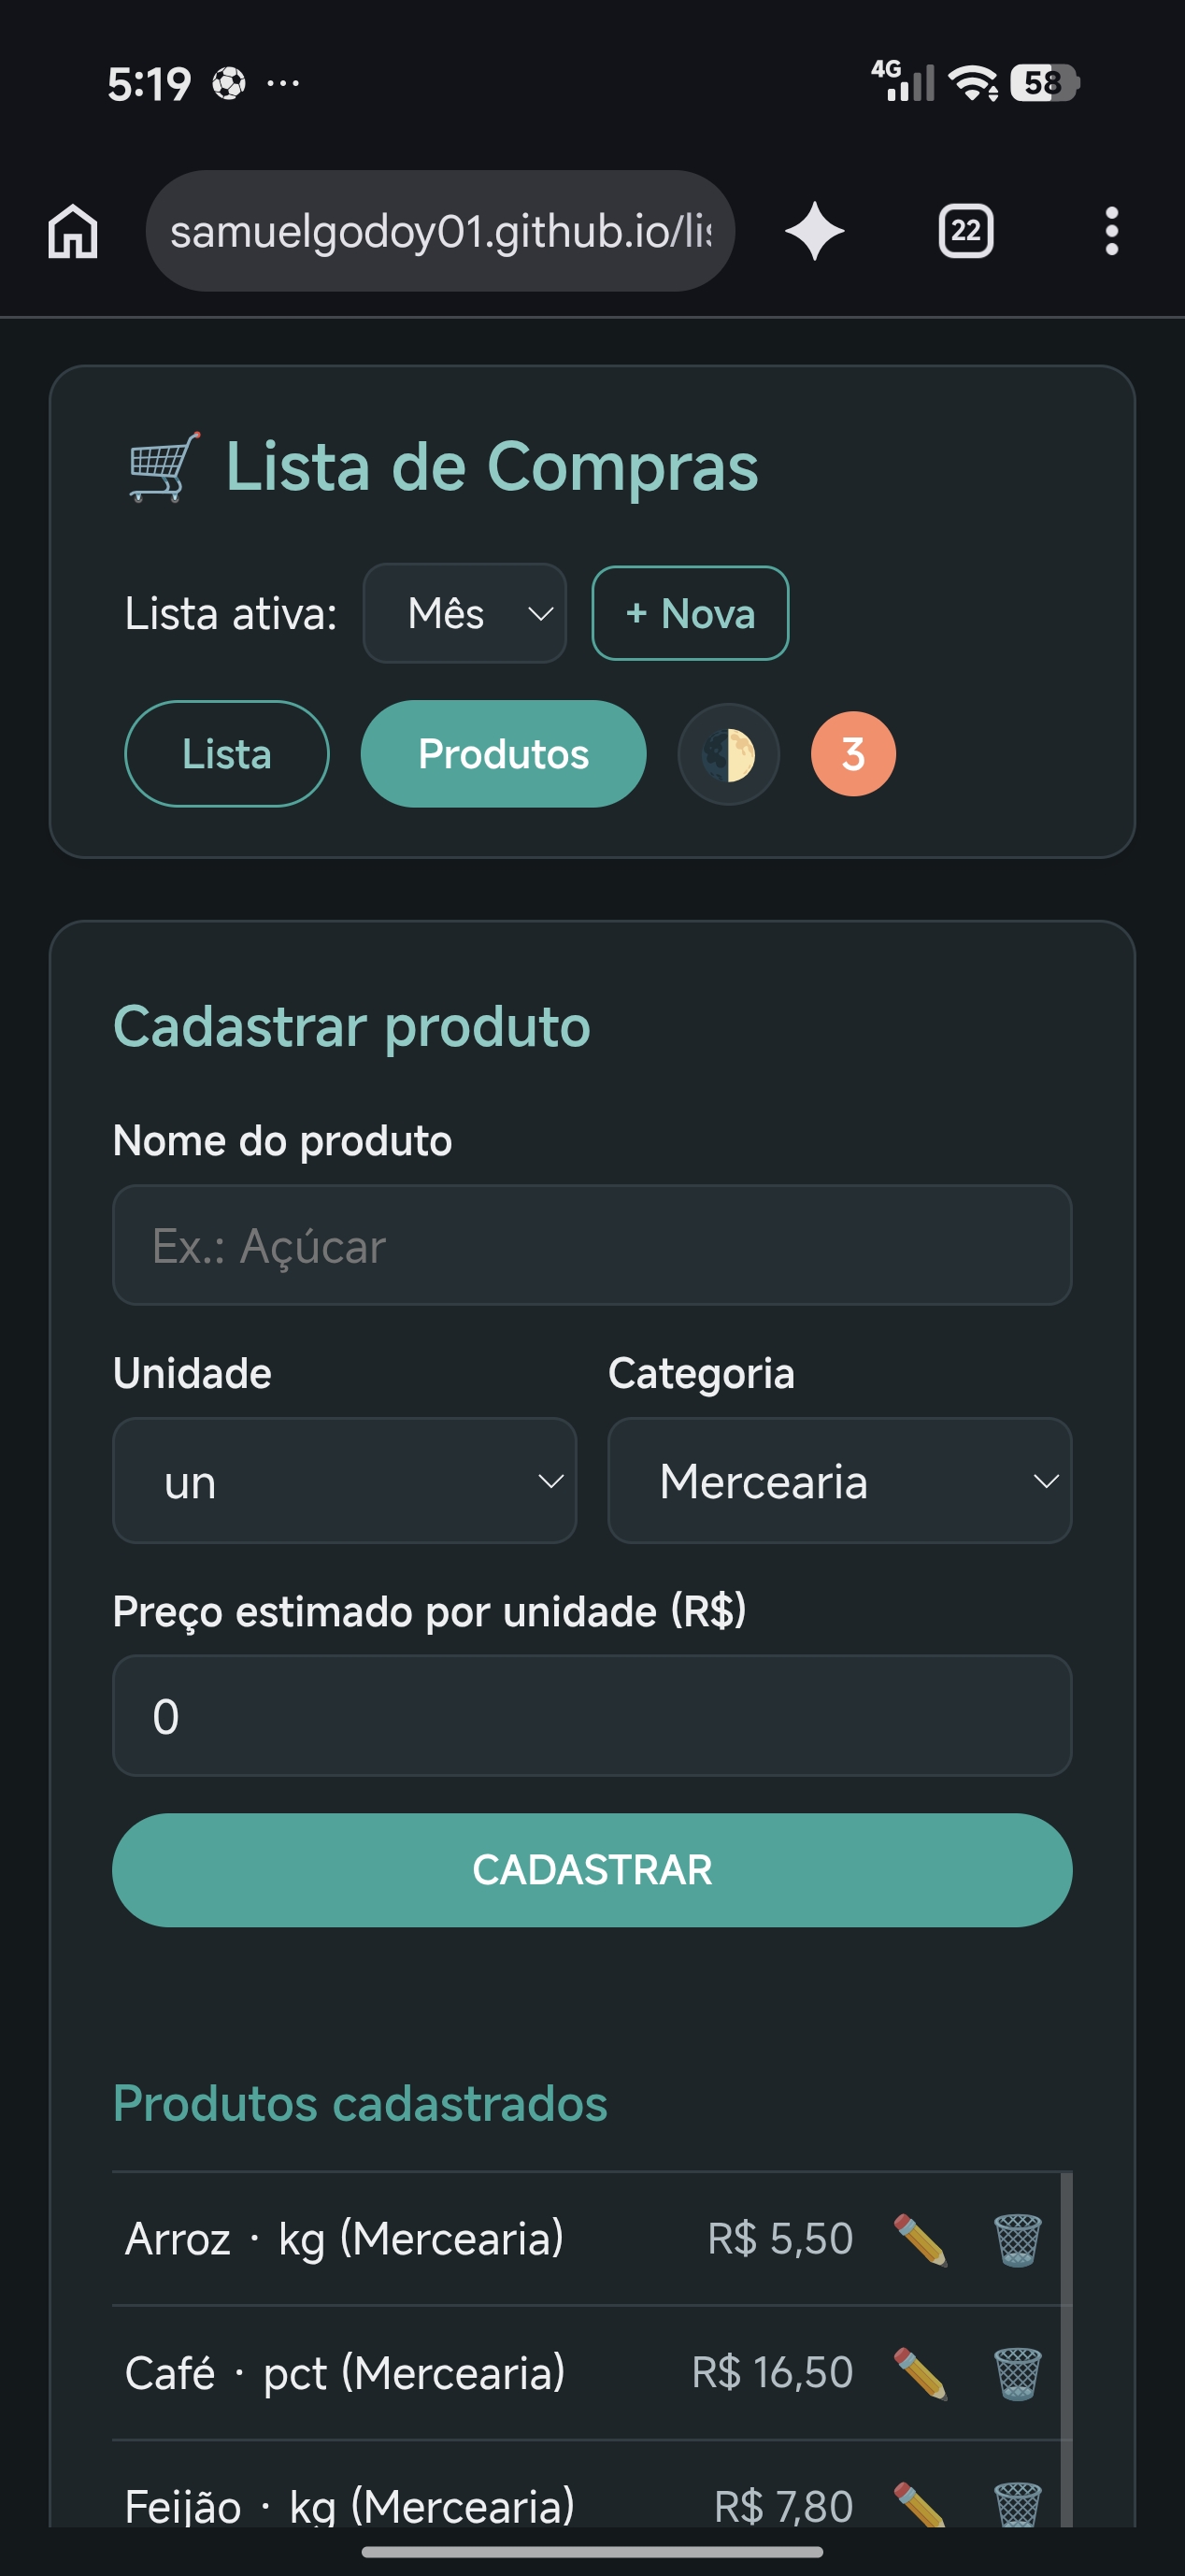 5:19 ... 4G 58
samuelgodoy01.github.io/lis 22
Lista de Compras
Lista ativa: Mês + Nova
Lista Produtos 3
Cadastrar produto
Nome do produto
Ex.: Açúcar
Unidade Categoria
un Mercearia
Preço estimado por unidade (R$)
0
CADASTRAR
Produtos cadastrados
Arroz · kg (Mercearia) R$ 5,50
Café · pct (Mercearia) R$ 16,50
Feijão · kg (Mercearia) R$ 7,80